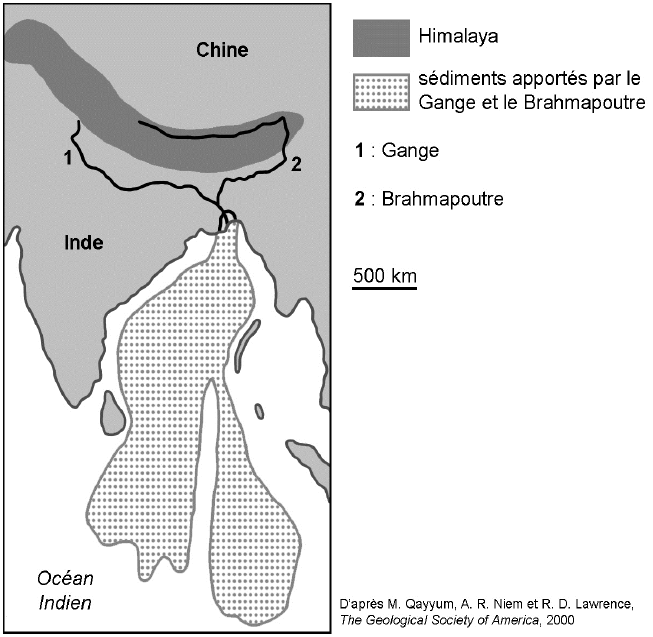 Chine
1
2
Inde
Océan
Indien
Himalaya
sédiments apportés par le
Gange et le Brahmapoutre
1 : Gange
2 : Brahmapoutre
500 km
D'après M. Qayyum, A. R. Niem et R. D. Lawrence,
The Geological Society of America, 2000